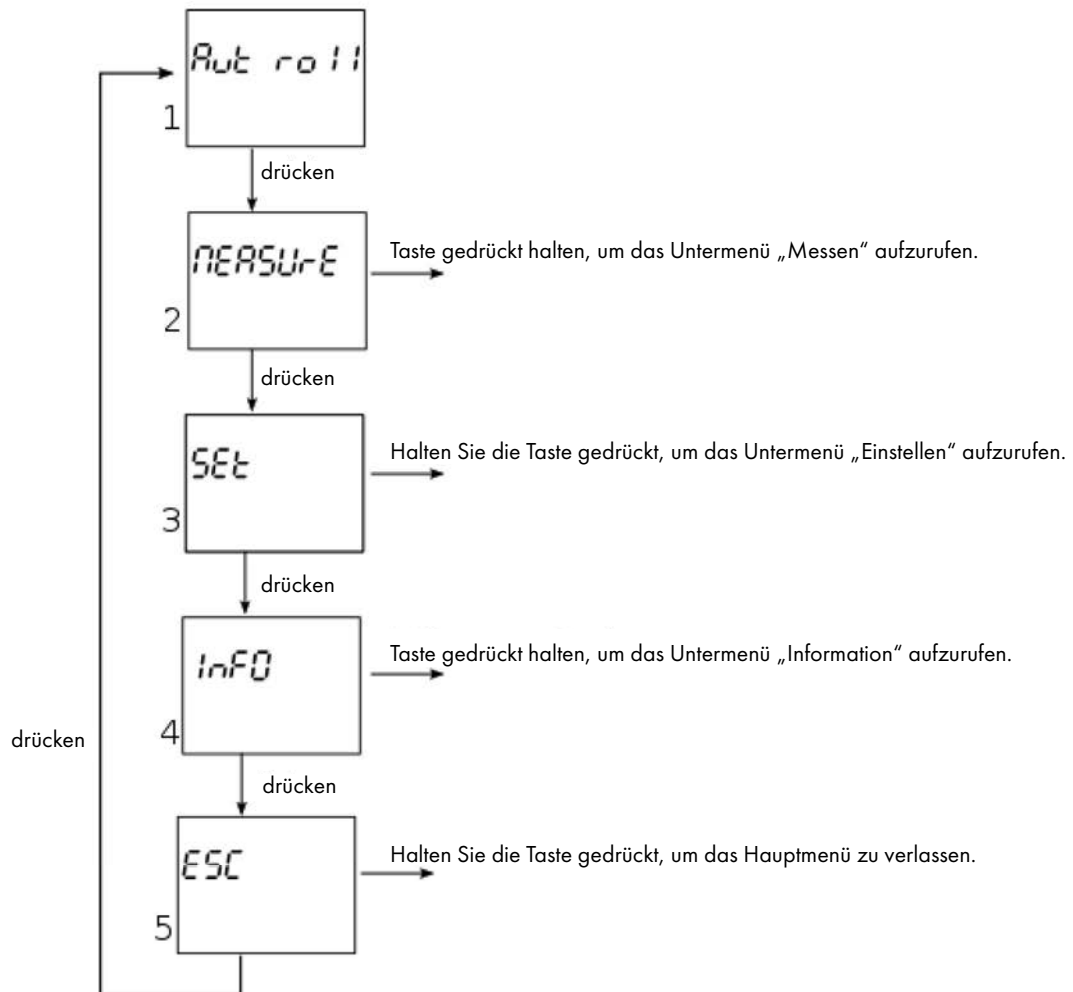 Aut roll
1
drücken
MEASUrE
Taste gedrückt halten, um das Untermenü „Messen“ aufzurufen.
2
drücken
SEt
Halten Sie die Taste gedrückt, um das Untermenü „Einstellen“ aufzurufen.
3
drücken
InFO
Taste gedrückt halten, um das Untermenü „Information“ aufzurufen.
4
drücken
drücken
ESC
Halten Sie die Taste gedrückt, um das Hauptmenü zu verlassen.
5